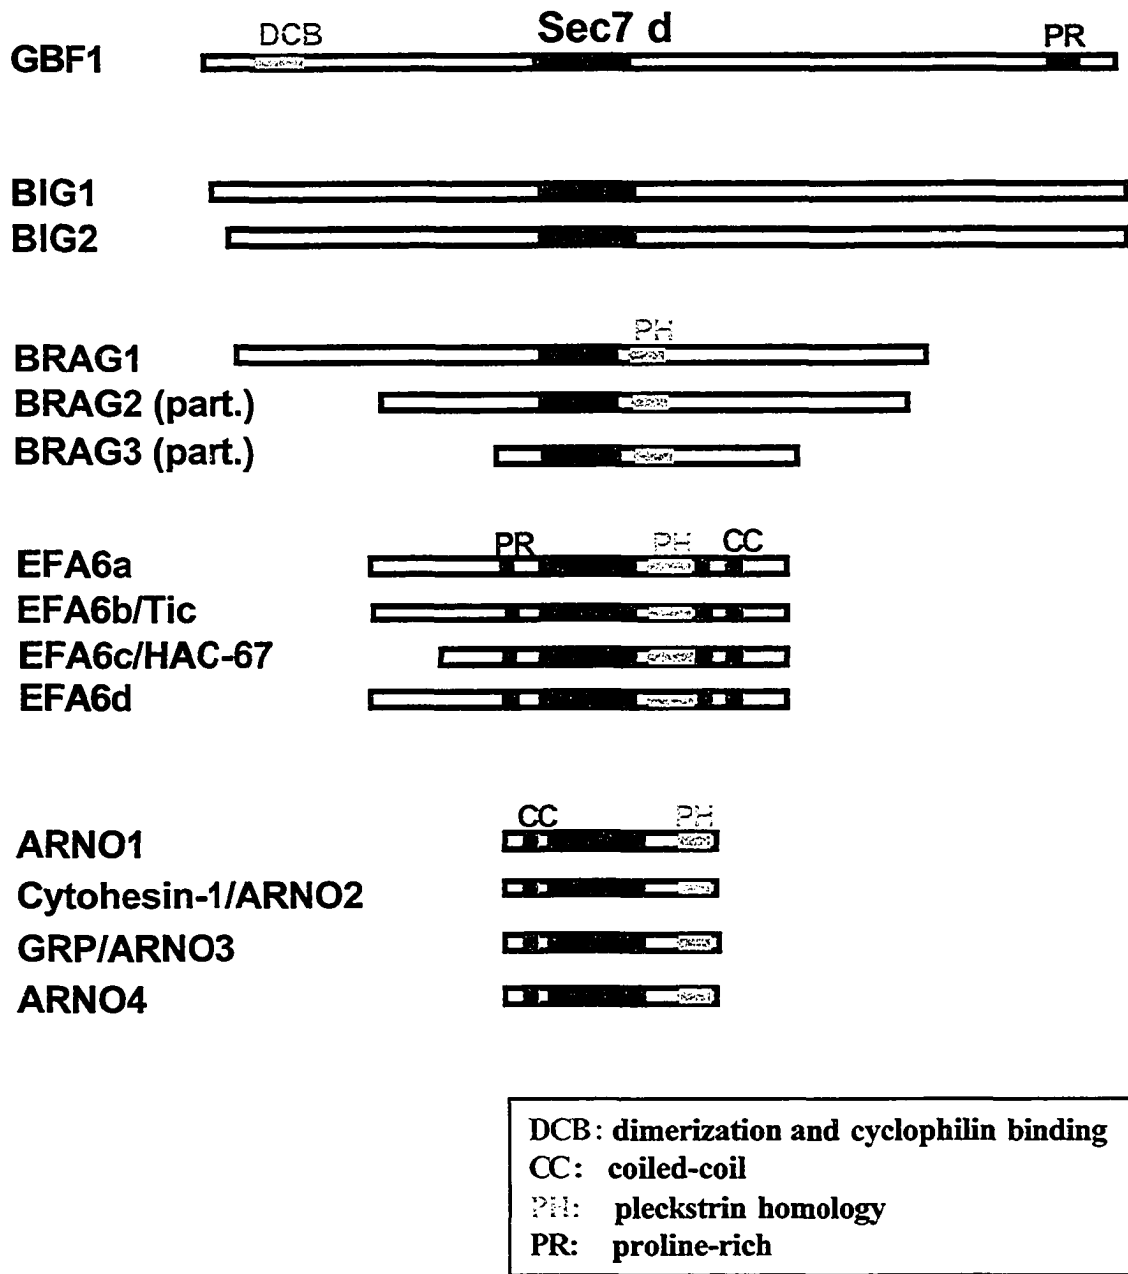 DCB Sec7 d PR
GBF1
BIG1
BIG2
PH
BRAG1
BRAG2 (part.)
BRAG3 (part.)
PR PH CC
EFA6a
EFA6b/Tic
EFA6c/HAC-67
EFA6d
CC PH
ARNO1
Cytohesin-1/ARNO2
GRP/ARNO3
ARNO4
DCB: dimerization and cyclophilin binding
CC: coiled-coil
PH: pleckstrin homology
PR: proline-rich